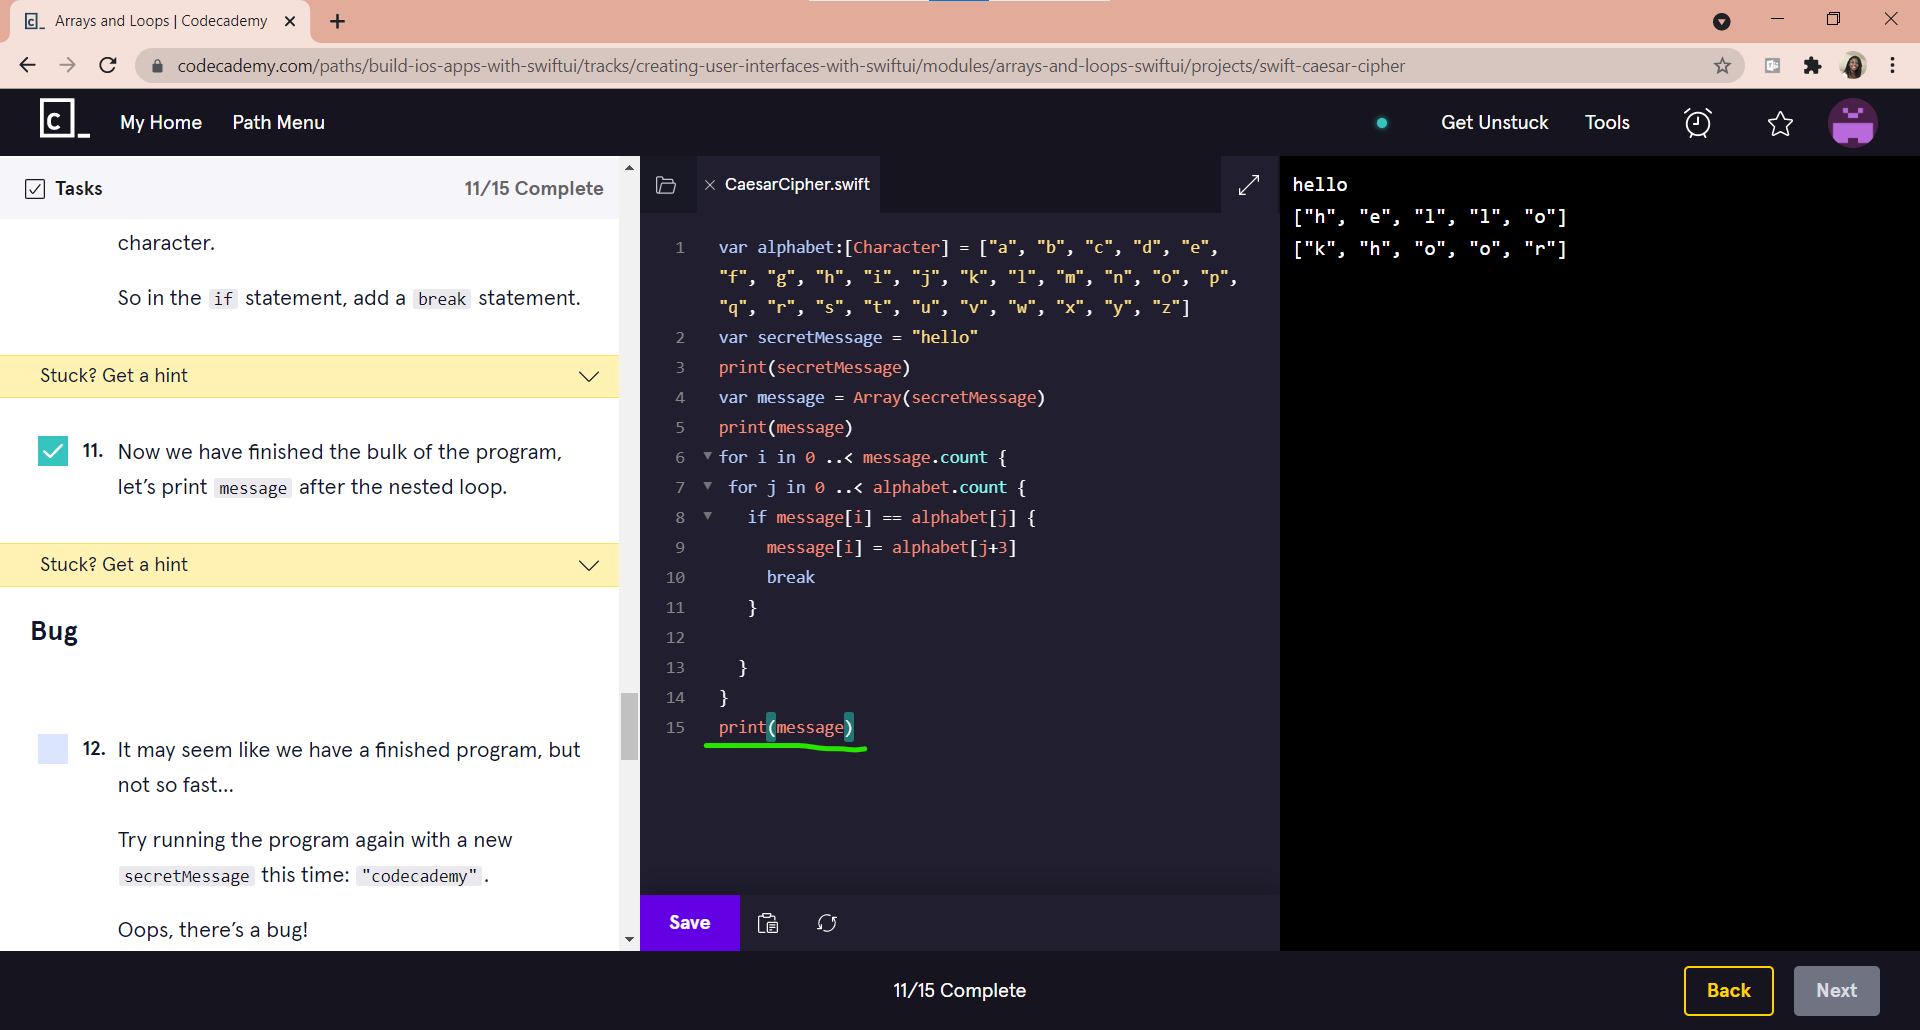 Arrays and Loops | Codecademy
codecademy.com/paths/build-ios-apps-with-swiftui/tracks/creating-user-interfaces-with-swiftui/modules/arrays-and-loops-swiftui/projects/swift-caesar-cipher
c_ My Home Path Menu Get Unstuck Tools
Tasks 11/15 Complete
character.
So in the if statement, add a break statement.
Stuck? Get a hint
11. Now we have finished the bulk of the program,
let's print message after the nested loop.
Stuck? Get a hint
Bug
12. It may seem like we have a finished program, but
not so fast...
Try running the program again with a new
secretMessage this time: "codecademy".
Oops, there's a bug!
CaesarCipher.swift
1 var alphabet:[Character] = ["a", "b", "c", "d", "e",
"f", "g", "h", "i", "j", "k", "l", "m", "n", "o", "p",
"q", "r", "s", "t", "u", "v", "w", "x", "y", "z"]
2 var secretMessage = "hello"
3 print(secretMessage)
4 var message = Array(secretMessage)
5 print(message)
6 for i in 0 ..< message.count {
7 for j in 0 ..< alphabet.count {
8 if message[i] == alphabet[j] {
9 message[i] = alphabet[j+3]
10 break
11 }
12
13 }
14 }
15 print(message)
Save
hello
["h", "e", "l", "l", "o"]
["k", "h", "o", "o", "r"]
11/15 Complete
Back Next